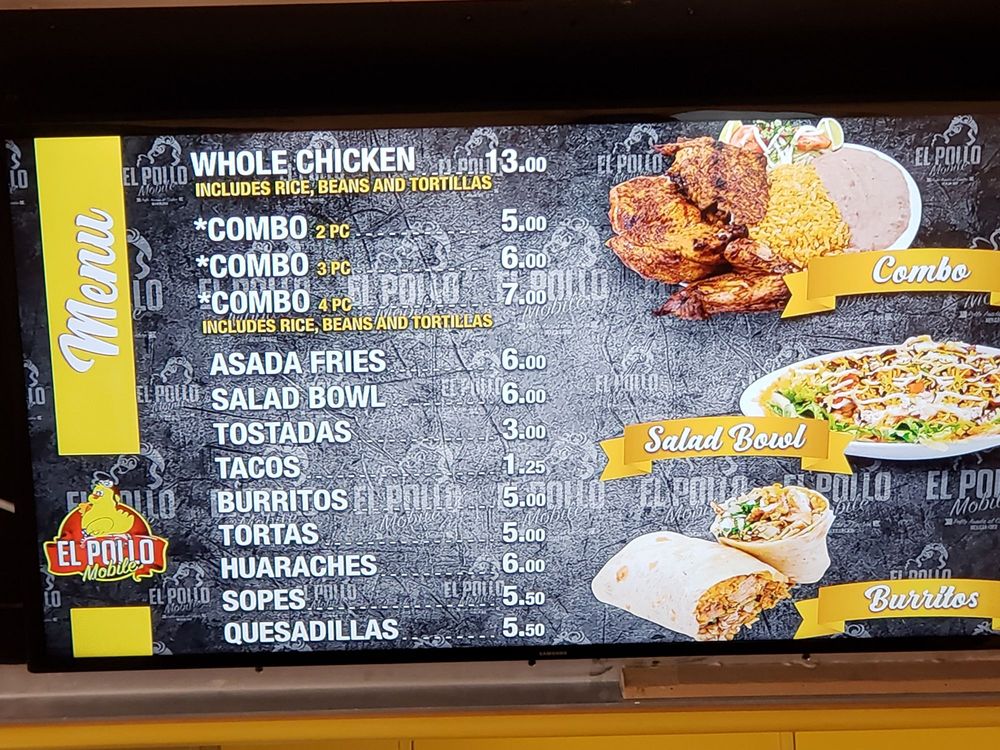 Menu
WHOLE CHICKEN 13.00
INCLUDES RICE, BEANS AND TORTILLAS
*COMBO 2 PC 5.00
*COMBO 3 PC 6.00
*COMBO 4 PC 7.00
INCLUDES RICE, BEANS AND TORTILLAS
ASADA FRIES 6.00
SALAD BOWL 6.00
TOSTADAS 3.00
TACOS 1.25
BURRITOS 5.00
TORTAS 5.00
HUARACHES 6.00
SOPES 5.50
QUESADILLAS 5.50
Combo
Salad Bowl
Burritos
EL POLLO
Mobile
SAMSUNG